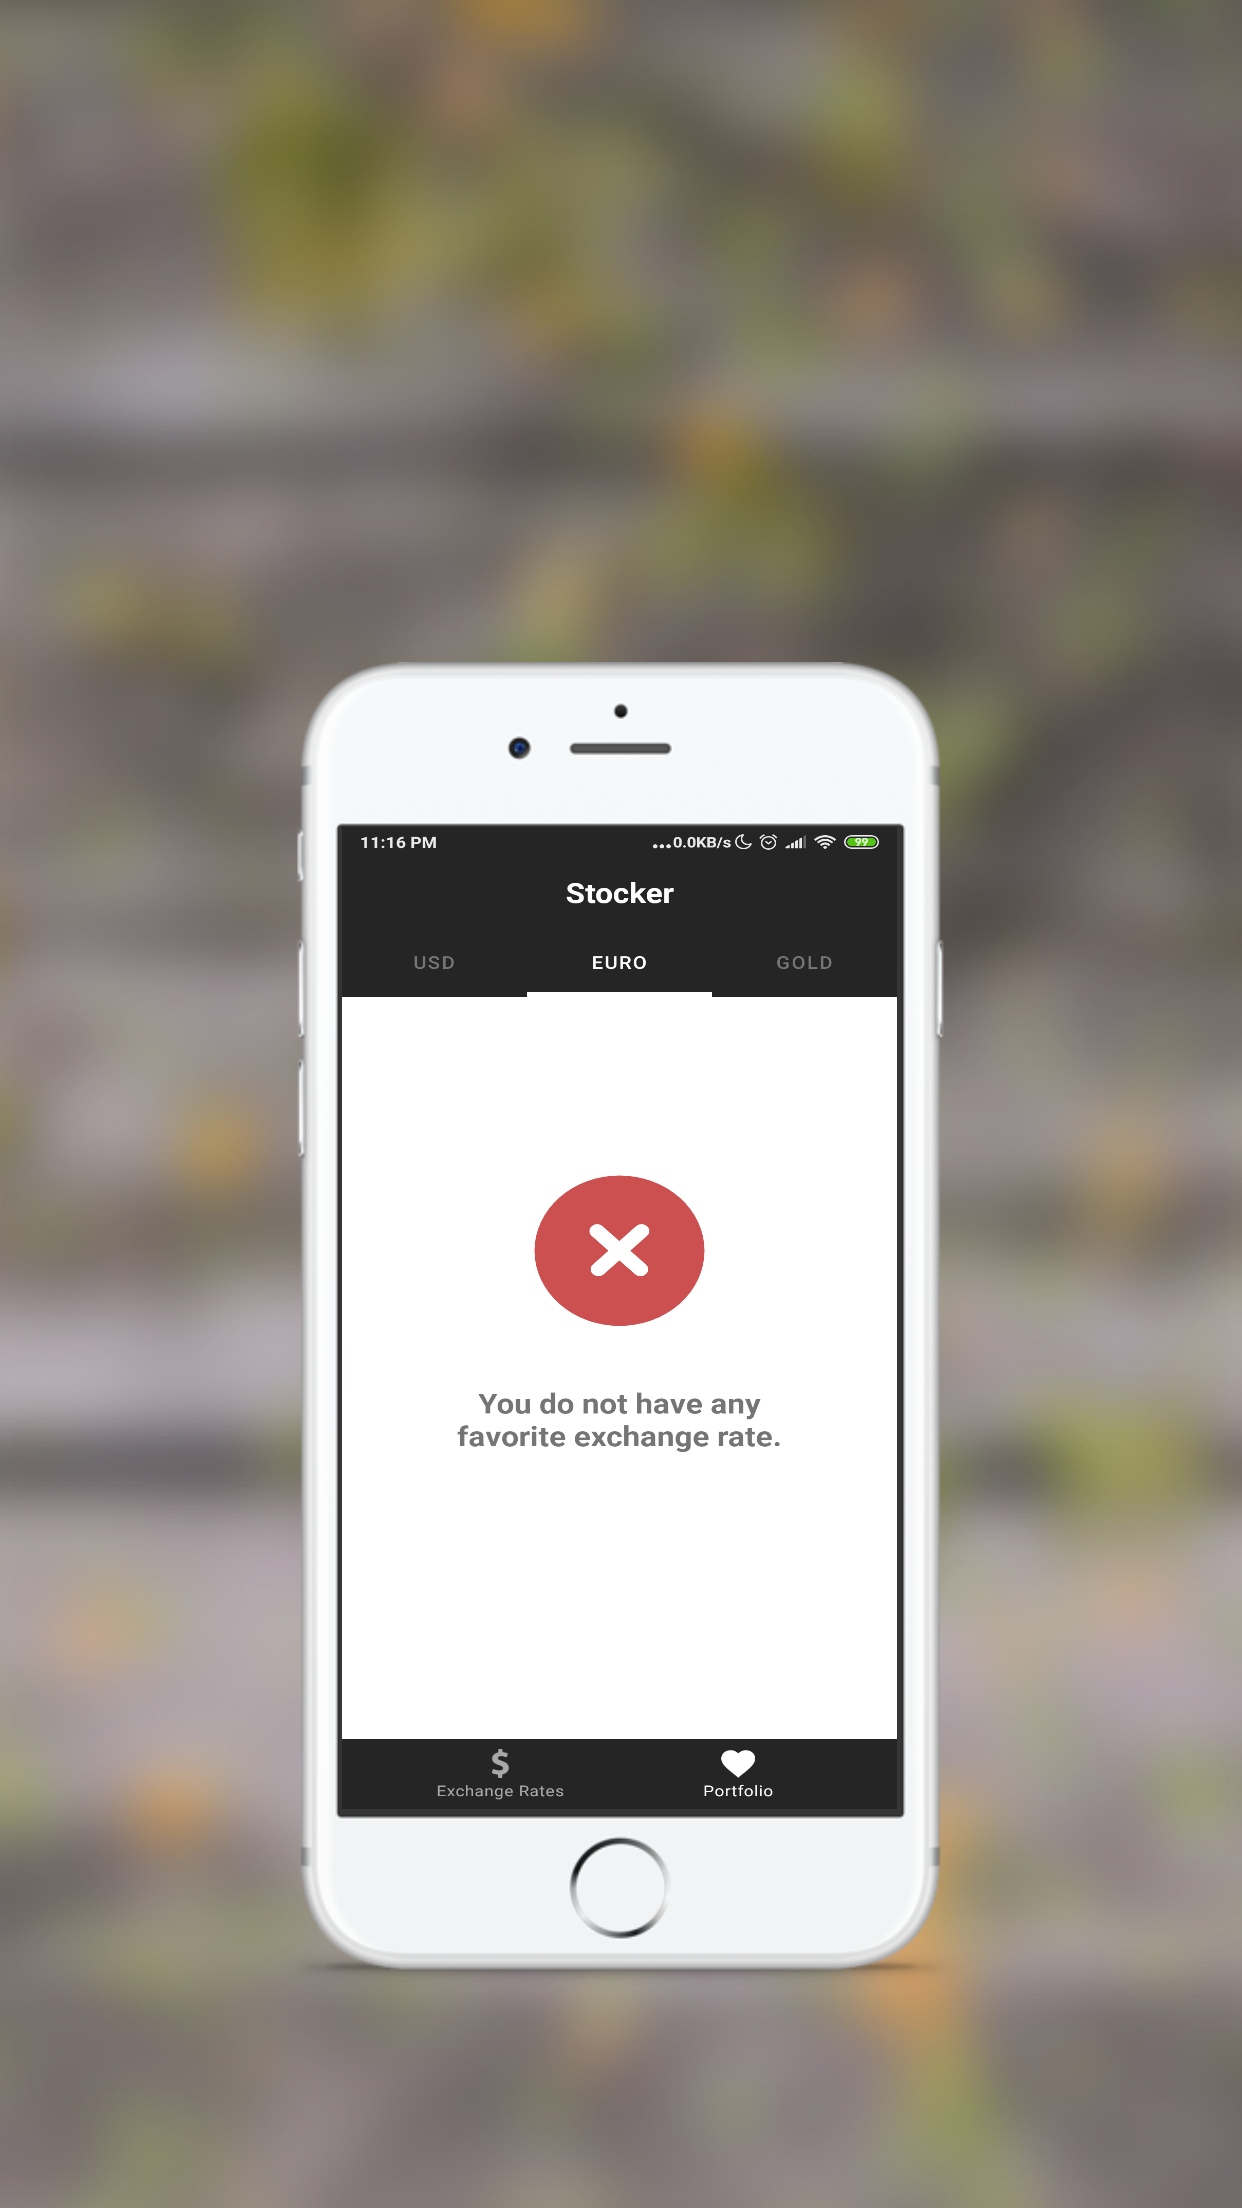 11:16 PM ...0.0KB/s 99
Stocker
USD EURO GOLD
You do not have any
favorite exchange rate.
$
Exchange Rates Portfolio